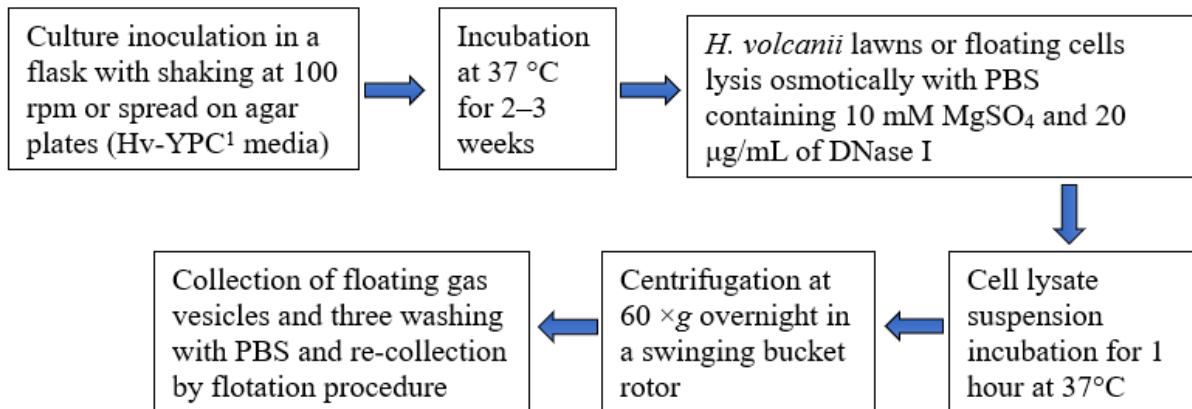 Culture inoculation in a
flask with shaking at 100
rpm or spread on agar
plates (Hv-YPC¹ media)
Incubation
at 37 °C
for 2–3
weeks
H. volcanii lawns or floating cells
lysis osmotically with PBS
containing 10 mM MgSO₄ and 20
μg/mL of DNase I
Cell lysate
suspension
incubation for 1
hour at 37°C
Centrifugation at
60 ×g overnight in
a swinging bucket
rotor
Collection of floating gas
vesicles and three washing
with PBS and re-collection
by flotation procedure